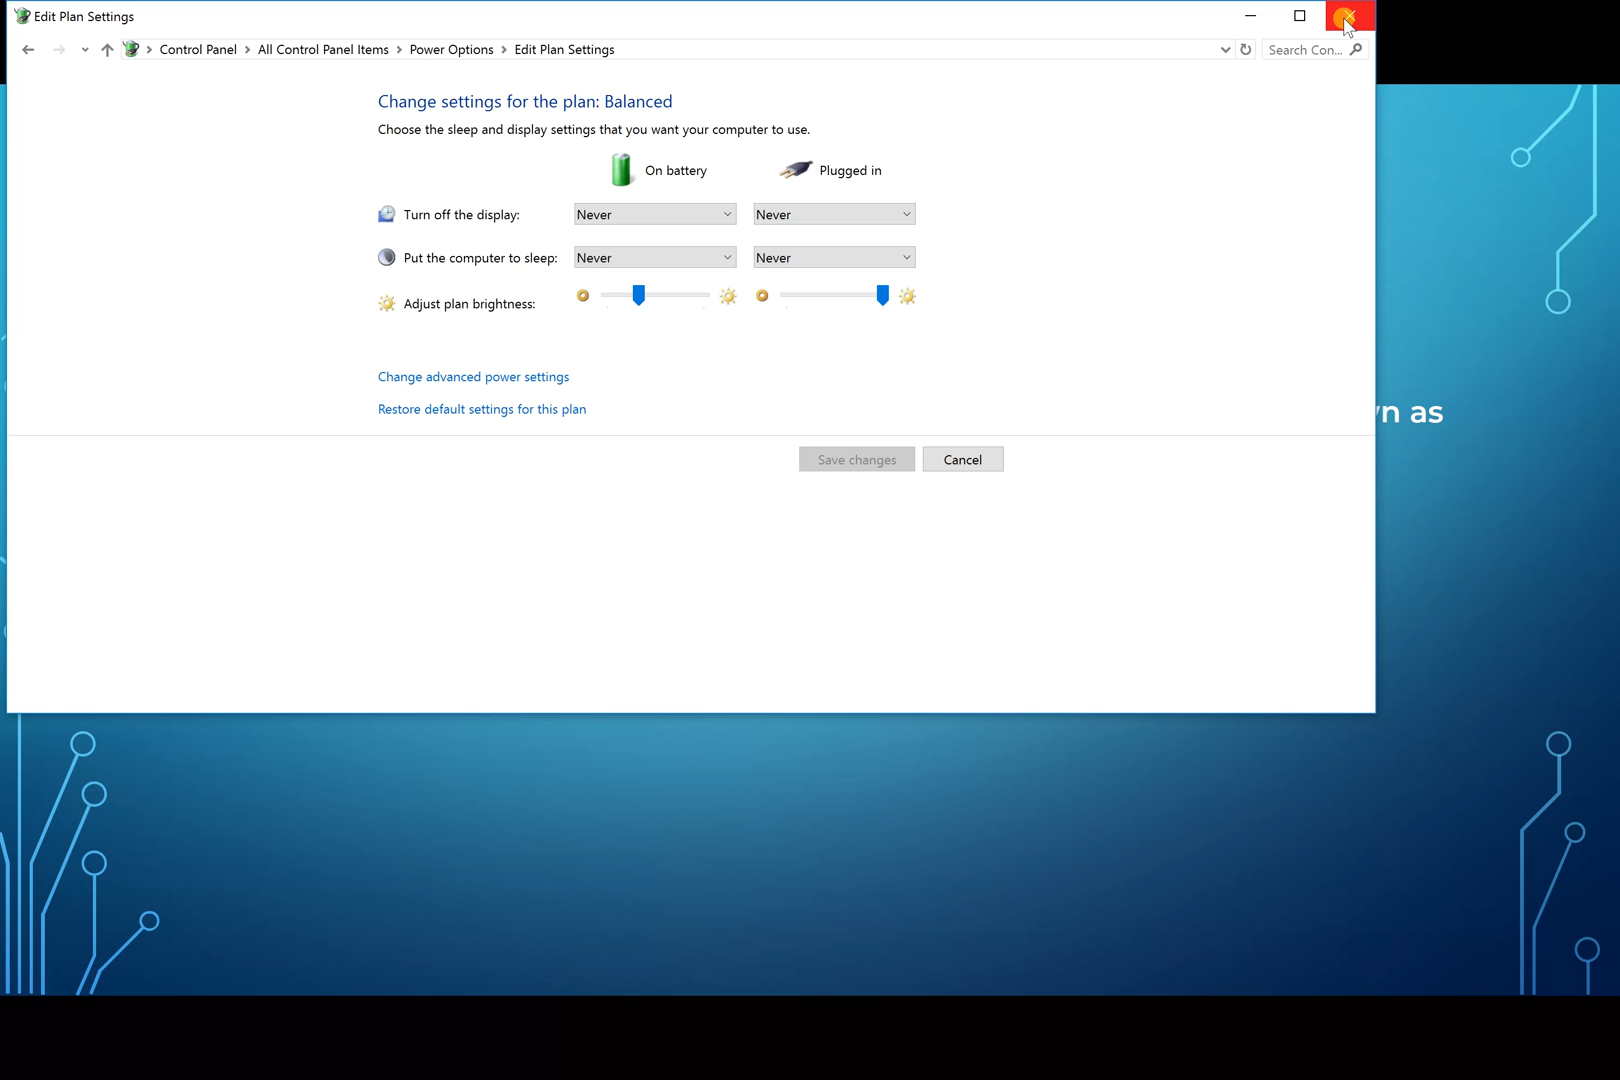 Edit Plan Settings
Control Panel > All Control Panel Items > Power Options > Edit Plan Settings
Search Con...
Change settings for the plan: Balanced
Choose the sleep and display settings that you want your computer to use.
On battery Plugged in
Turn off the display: Never Never
Put the computer to sleep: Never Never
Adjust plan brightness:
Change advanced power settings
Restore default settings for this plan
as
Save changes Cancel